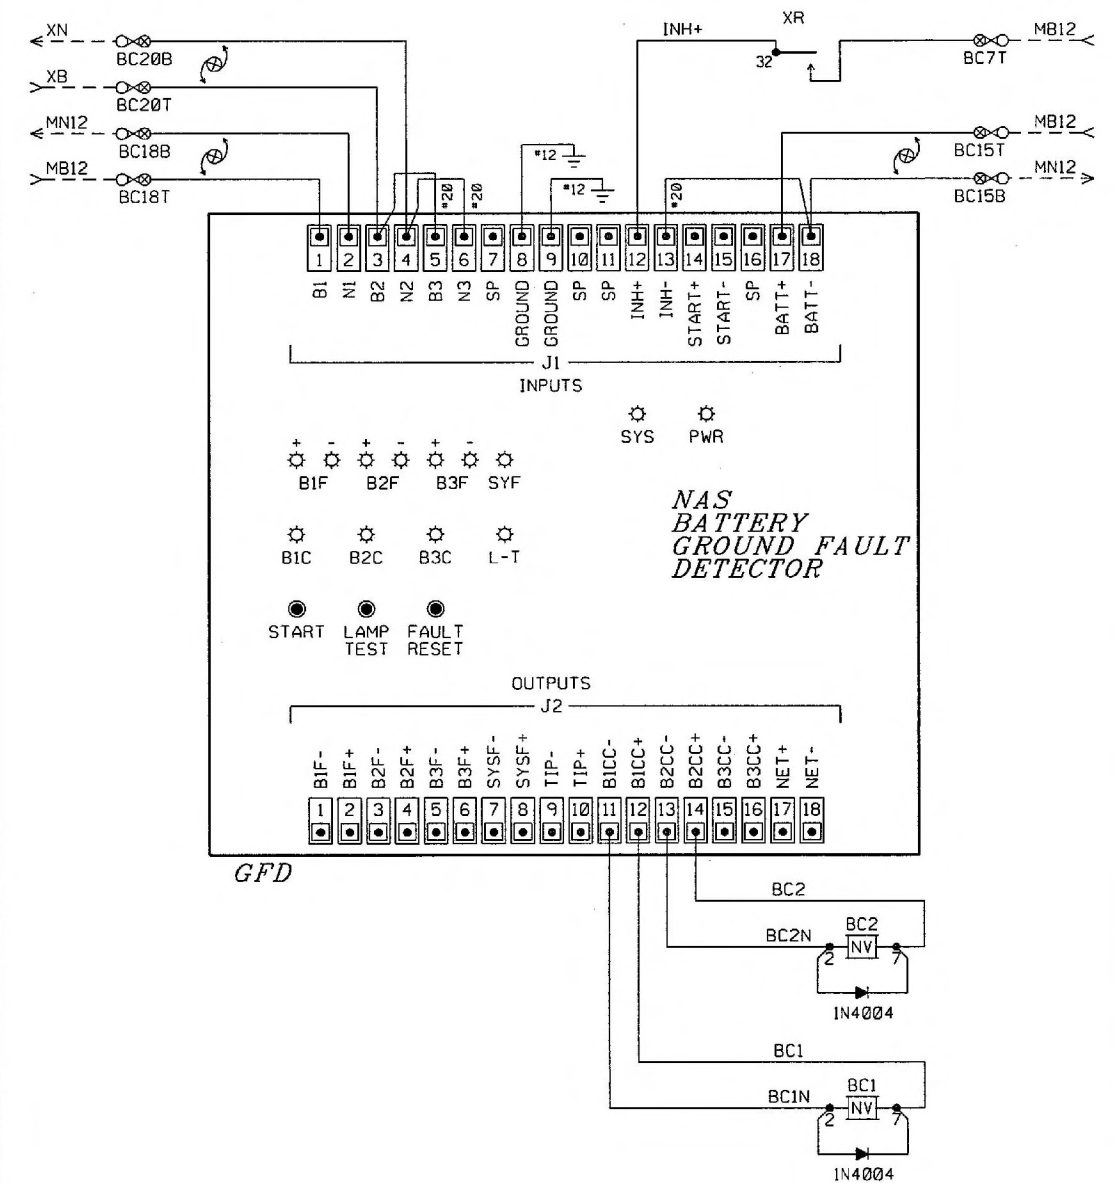 XN
BC20B
XB
BC20T
MN12
BC18B
MB12
BC18T
INH+
XR
32
MB12
BC7T
MB12
BC15T
MN12
BC15B
#20
#20
#12
#12
#20
1 2 3 4 5 6 7 8 9 10 11 12 13 14 15 16 17 18
B1 N1 B2 N2 B3 N3 SP GROUND GROUND SP SP INH+ INH- START+ START- SP BATT+ BATT-
J1
INPUTS
SYS PWR
+ - + - + -
B1F B2F B3F SYF
B1C B2C B3C L-T
START LAMP TEST FAULT RESET
NAS
BATTERY
GROUND FAULT
DETECTOR
OUTPUTS
J2
B1F- B1F+ B2F- B2F+ B3F- B3F+ SYSF- SYSF+ TIP- TIP+ B1CC- B1CC+ B2CC- B2CC+ B3CC- B3CC+ NET+ NET-
1 2 3 4 5 6 7 8 9 10 11 12 13 14 15 16 17 18
GFD
BC2
BC2N
BC2
2 NV 7
1N4004
BC1
BC1N
BC1
2 NV 7
1N4004